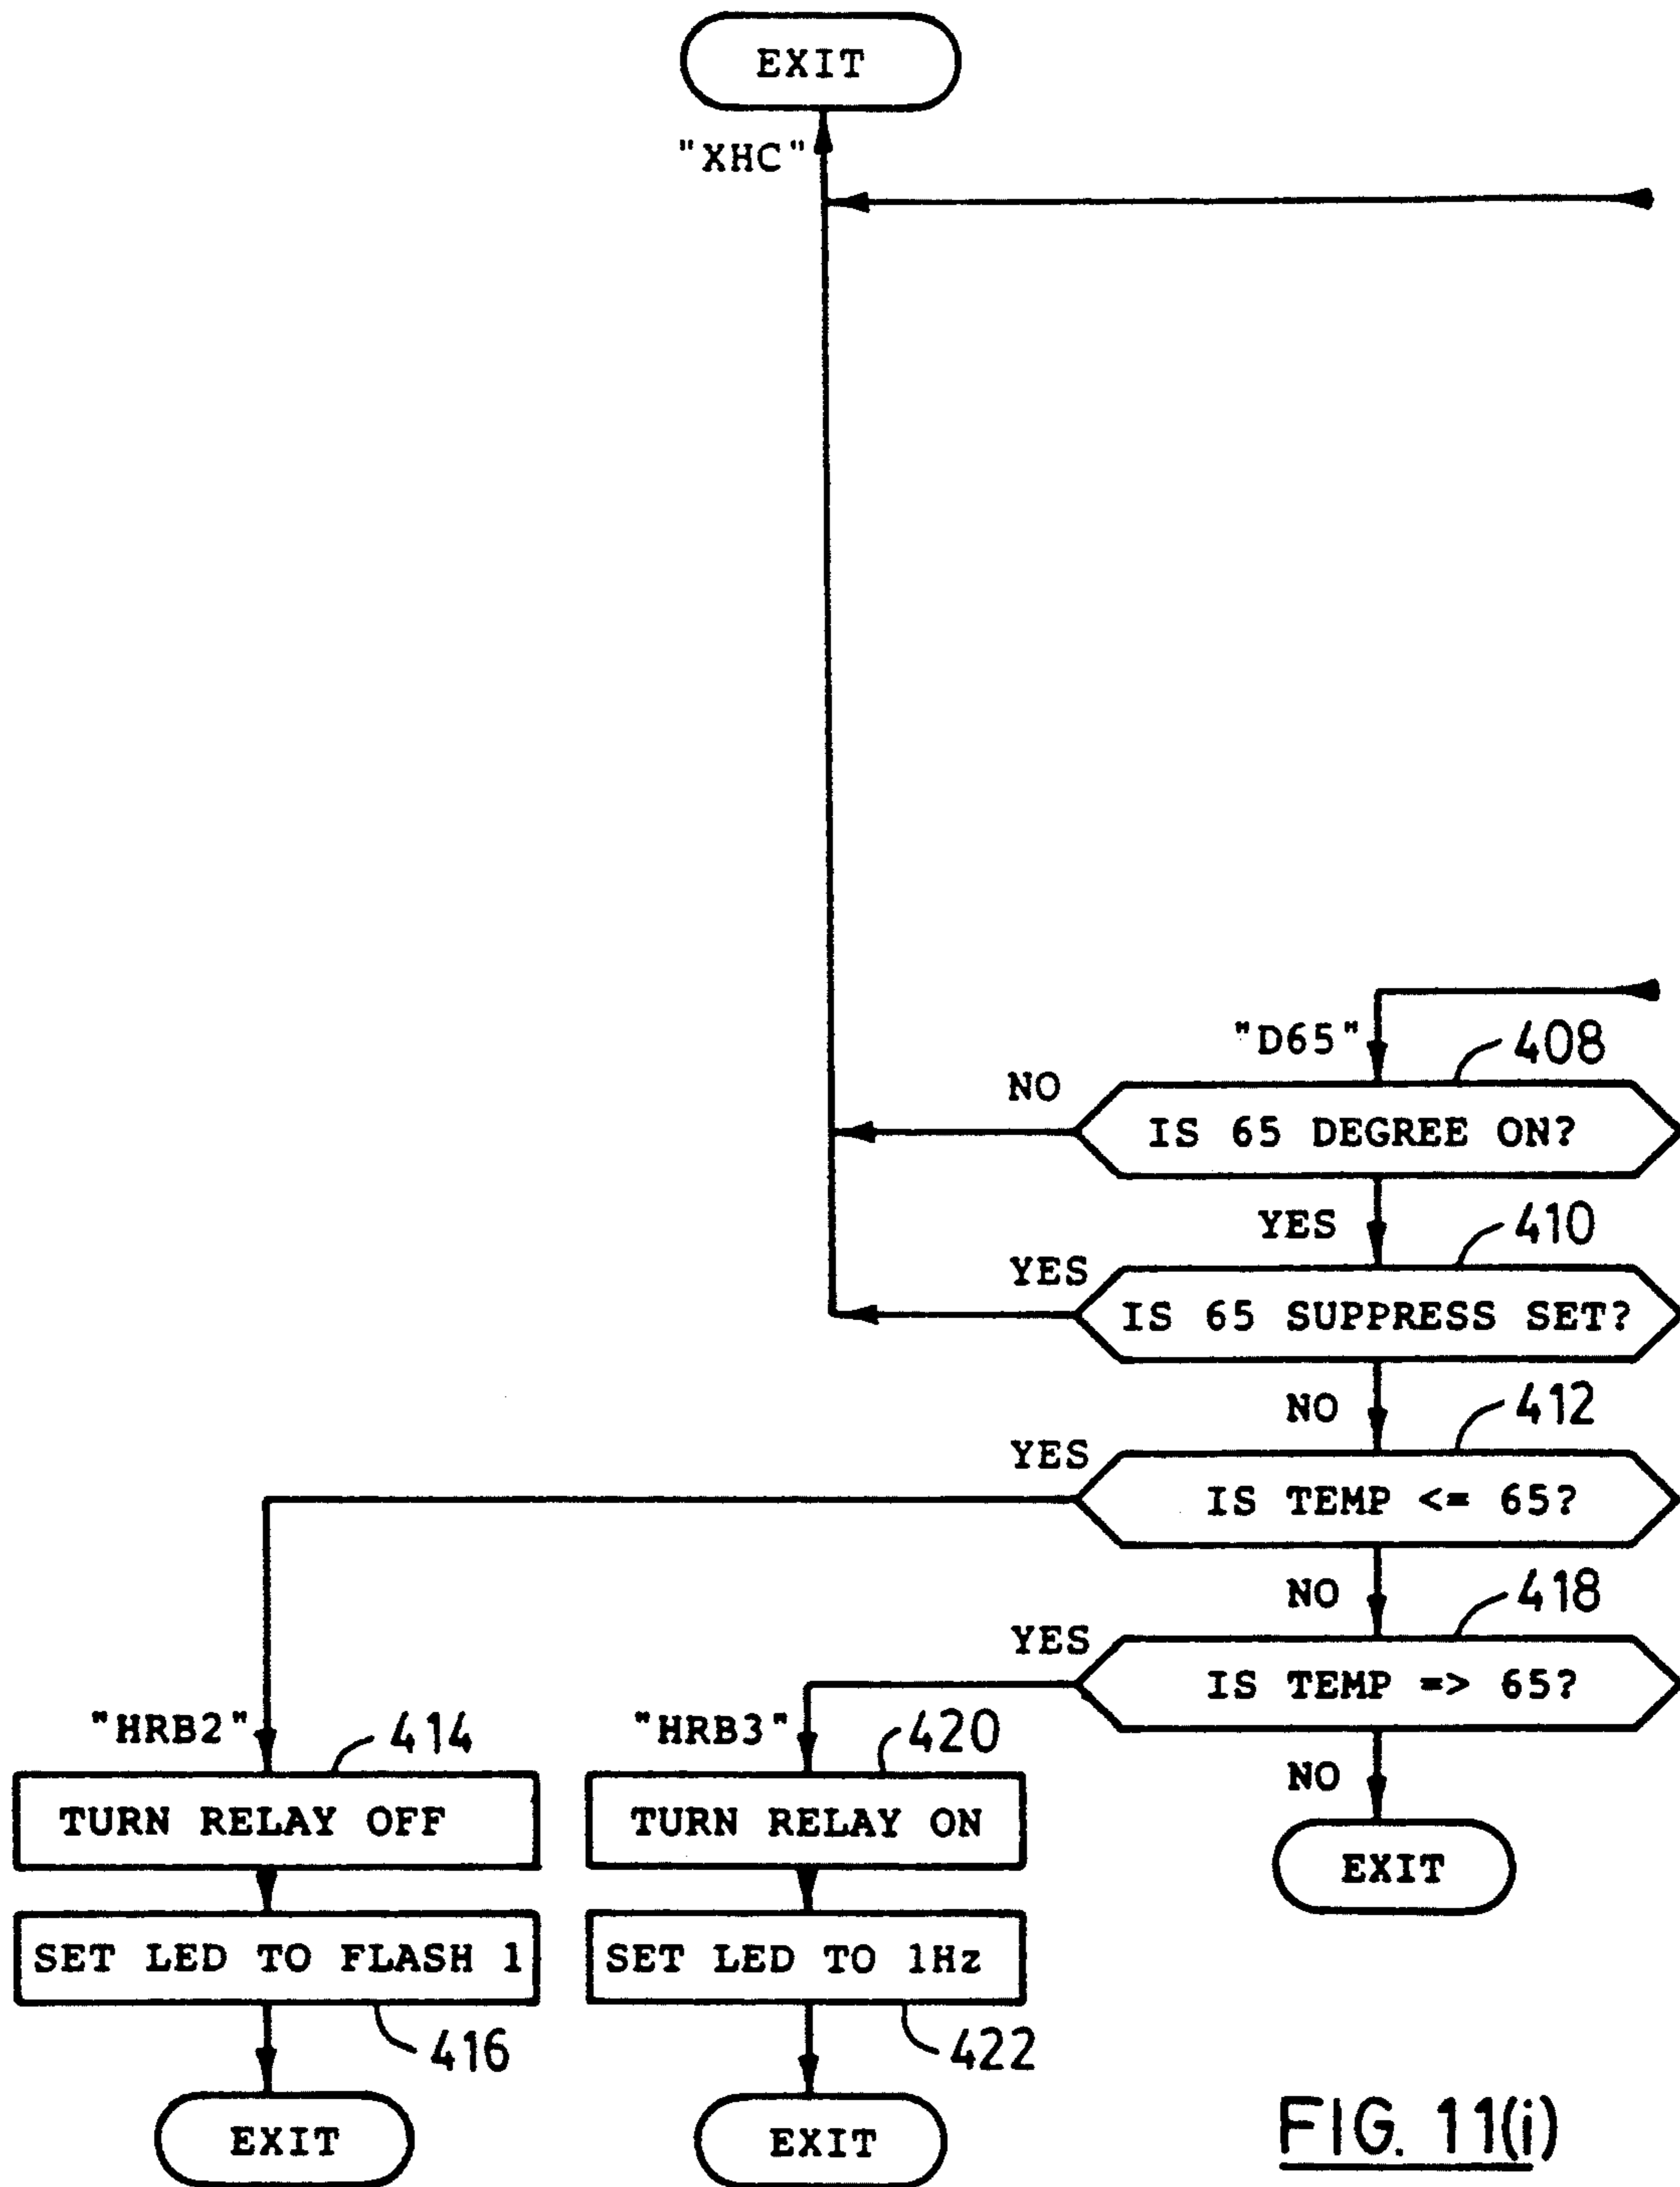 EXIT
"XHC"
"D65"
408
NO
IS 65 DEGREE ON?
YES
410
YES
IS 65 SUPPRESS SET?
NO
412
YES
IS TEMP <= 65?
NO
418
YES
IS TEMP => 65?
"HRB2"
414
"HRB3"
420
NO
TURN RELAY OFF
TURN RELAY ON
EXIT
SET LED TO FLASH 1
SET LED TO 1Hz
416
422
EXIT
EXIT
FIG. 11(i)